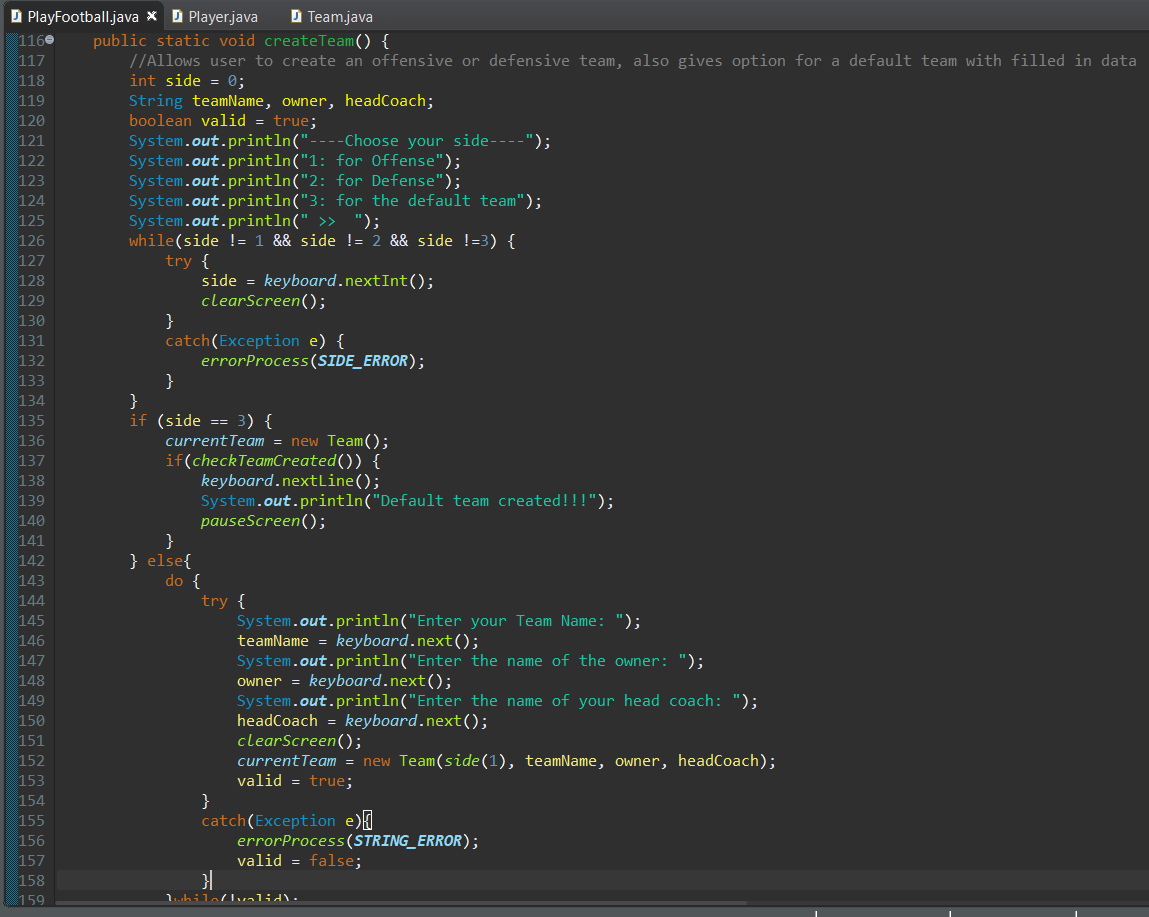 PlayFootball.java Player.java Team.java
116 public static void createTeam() {
117 //Allows user to create an offensive or defensive team, also gives option for a default team with filled in data
118 int side = 0;
119 String teamName, owner, headCoach;
120 boolean valid = true;
121 System.out.println("----Choose your side----");
122 System.out.println("1: for Offense");
123 System.out.println("2: for Defense");
124 System.out.println("3: for the default team");
125 System.out.println(" >>  ");
126 while(side != 1 && side != 2 && side !=3) {
127 try {
128 side = keyboard.nextInt();
129 clearScreen();
130 }
131 catch(Exception e) {
132 errorProcess(SIDE_ERROR);
133 }
134 }
135 if (side == 3) {
136 currentTeam = new Team();
137 if(checkTeamCreated()) {
138 keyboard.nextLine();
139 System.out.println("Default team created!!!");
140 pauseScreen();
141 }
142 } else{
143 do {
144 try {
145 System.out.println("Enter your Team Name: ");
146 teamName = keyboard.next();
147 System.out.println("Enter the name of the owner: ");
148 owner = keyboard.next();
149 System.out.println("Enter the name of your head coach: ");
150 headCoach = keyboard.next();
151 clearScreen();
152 currentTeam = new Team(side(1), teamName, owner, headCoach);
153 valid = true;
154 }
155 catch(Exception e){
156 errorProcess(STRING_ERROR);
157 valid = false;
158 }
159 }while(!valid);